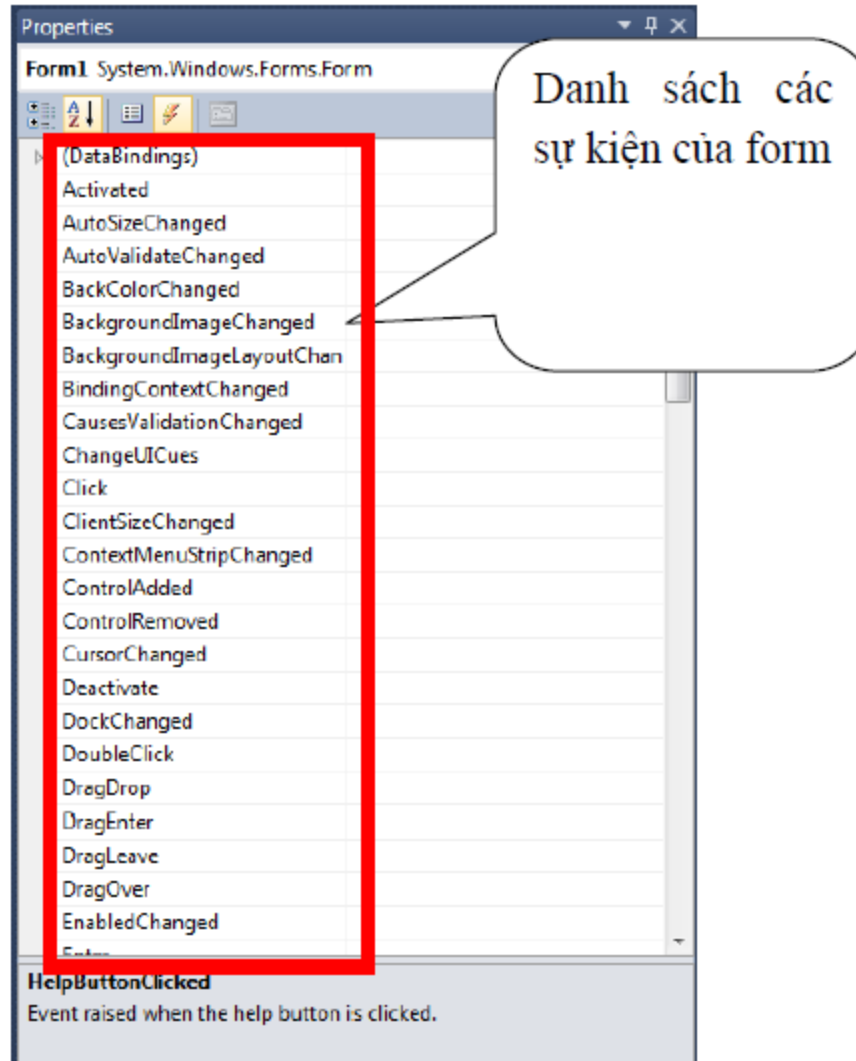 Properties
Form1 System.Windows.Forms.Form
Danh sách các
sự kiện của form
(DataBindings)
Activated
AutoSizeChanged
AutoValidateChanged
BackColorChanged
BackgroundImageChanged
BackgroundImageLayoutChan
BindingContextChanged
CausesValidationChanged
ChangeUICues
Click
ClientSizeChanged
ContextMenuStripChanged
ControlAdded
ControlRemoved
CursorChanged
Deactivate
DockChanged
DoubleClick
DragDrop
DragEnter
DragLeave
DragOver
EnabledChanged
HelpButtonClicked
Event raised when the help button is clicked.